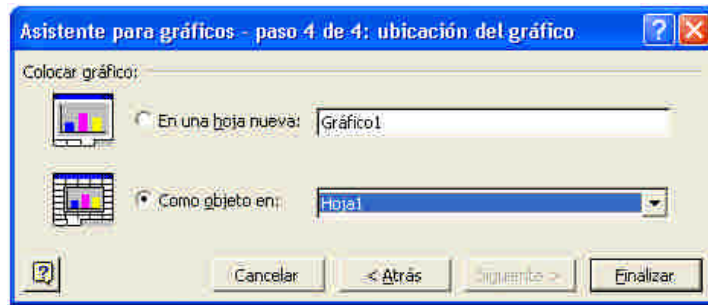 Asistente para gráficos - paso 4 de 4: ubicación del gráfico
Colocar gráfico:
En una hoja nueva: Gráfico1
Como objeto en: Hoja1
Cancelar < Atrás Siguiente > Finalizar